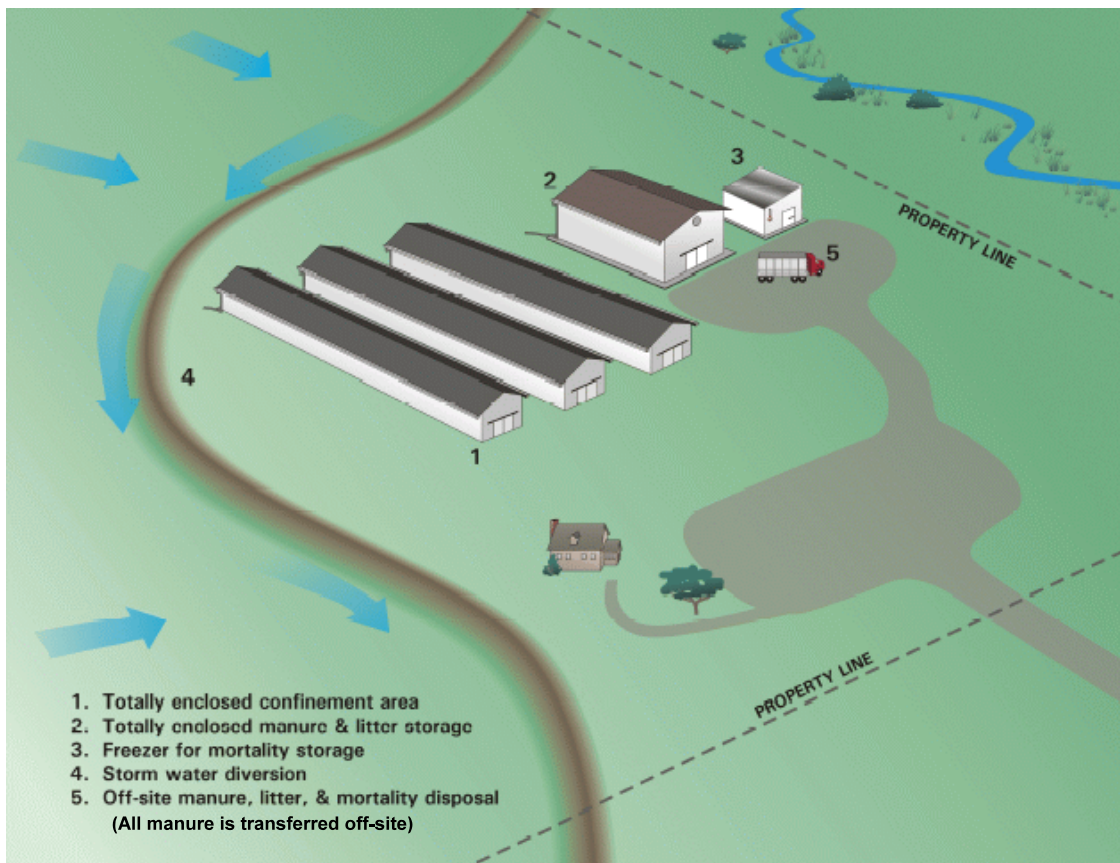 3
2
PROPERTY LINE
5
4
1
PROPERTY LINE
1. Totally enclosed confinement area
2. Totally enclosed manure & litter storage
3. Freezer for mortality storage
4. Storm water diversion
5. Off-site manure, litter, & mortality disposal
(All manure is transferred off-site)